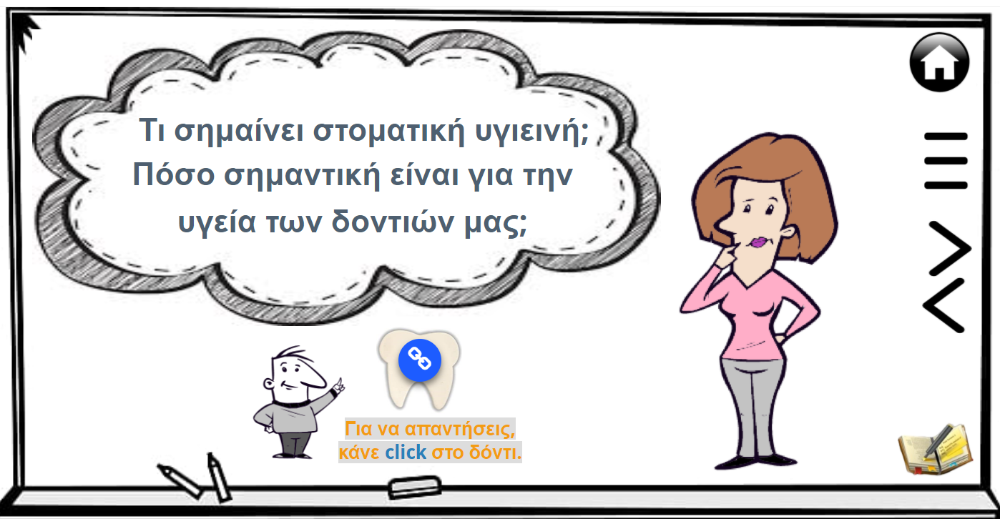 Τι σημαίνει στοματική υγιεινή;
Πόσο σημαντική είναι για την
υγεία των δοντιών μας;
Για να απαντήσεις,
κάνε click στο δόντι.